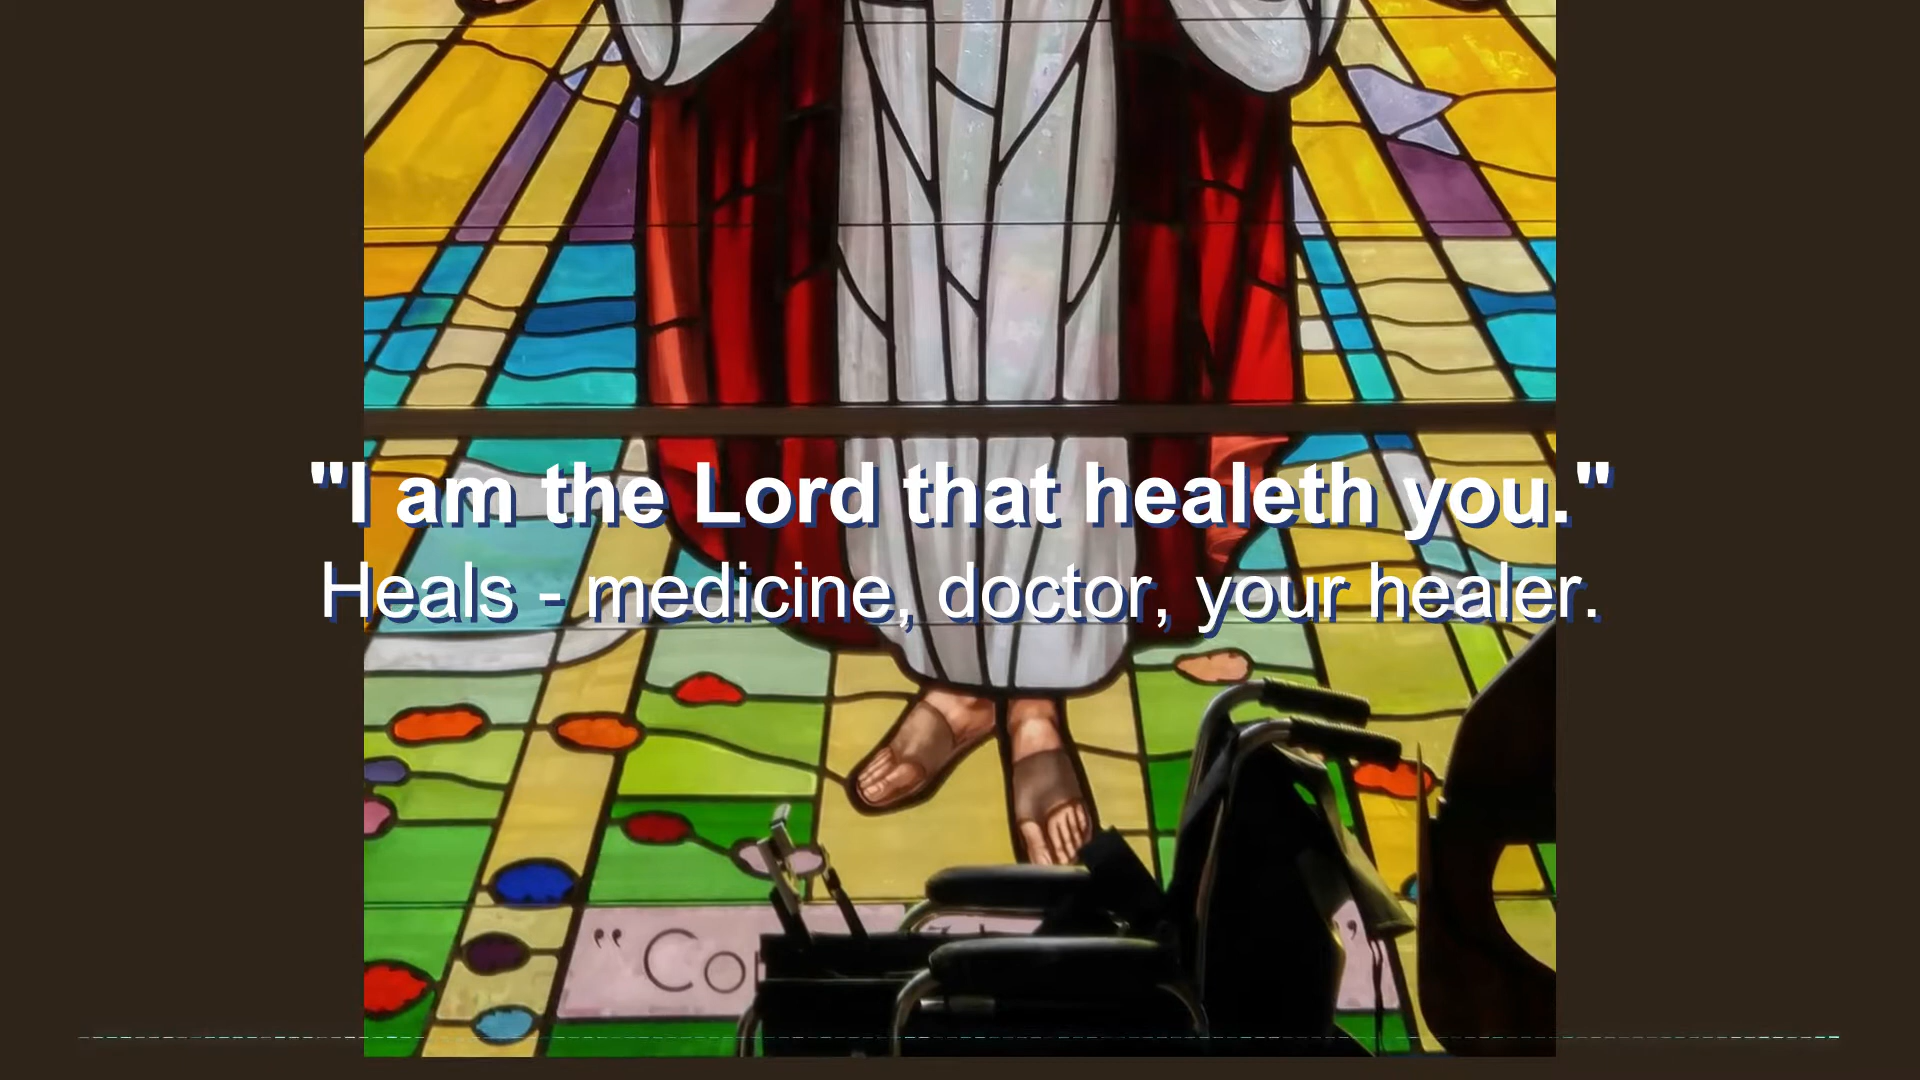 "I am the Lord that healeth you."
Heals - medicine, doctor, your healer.